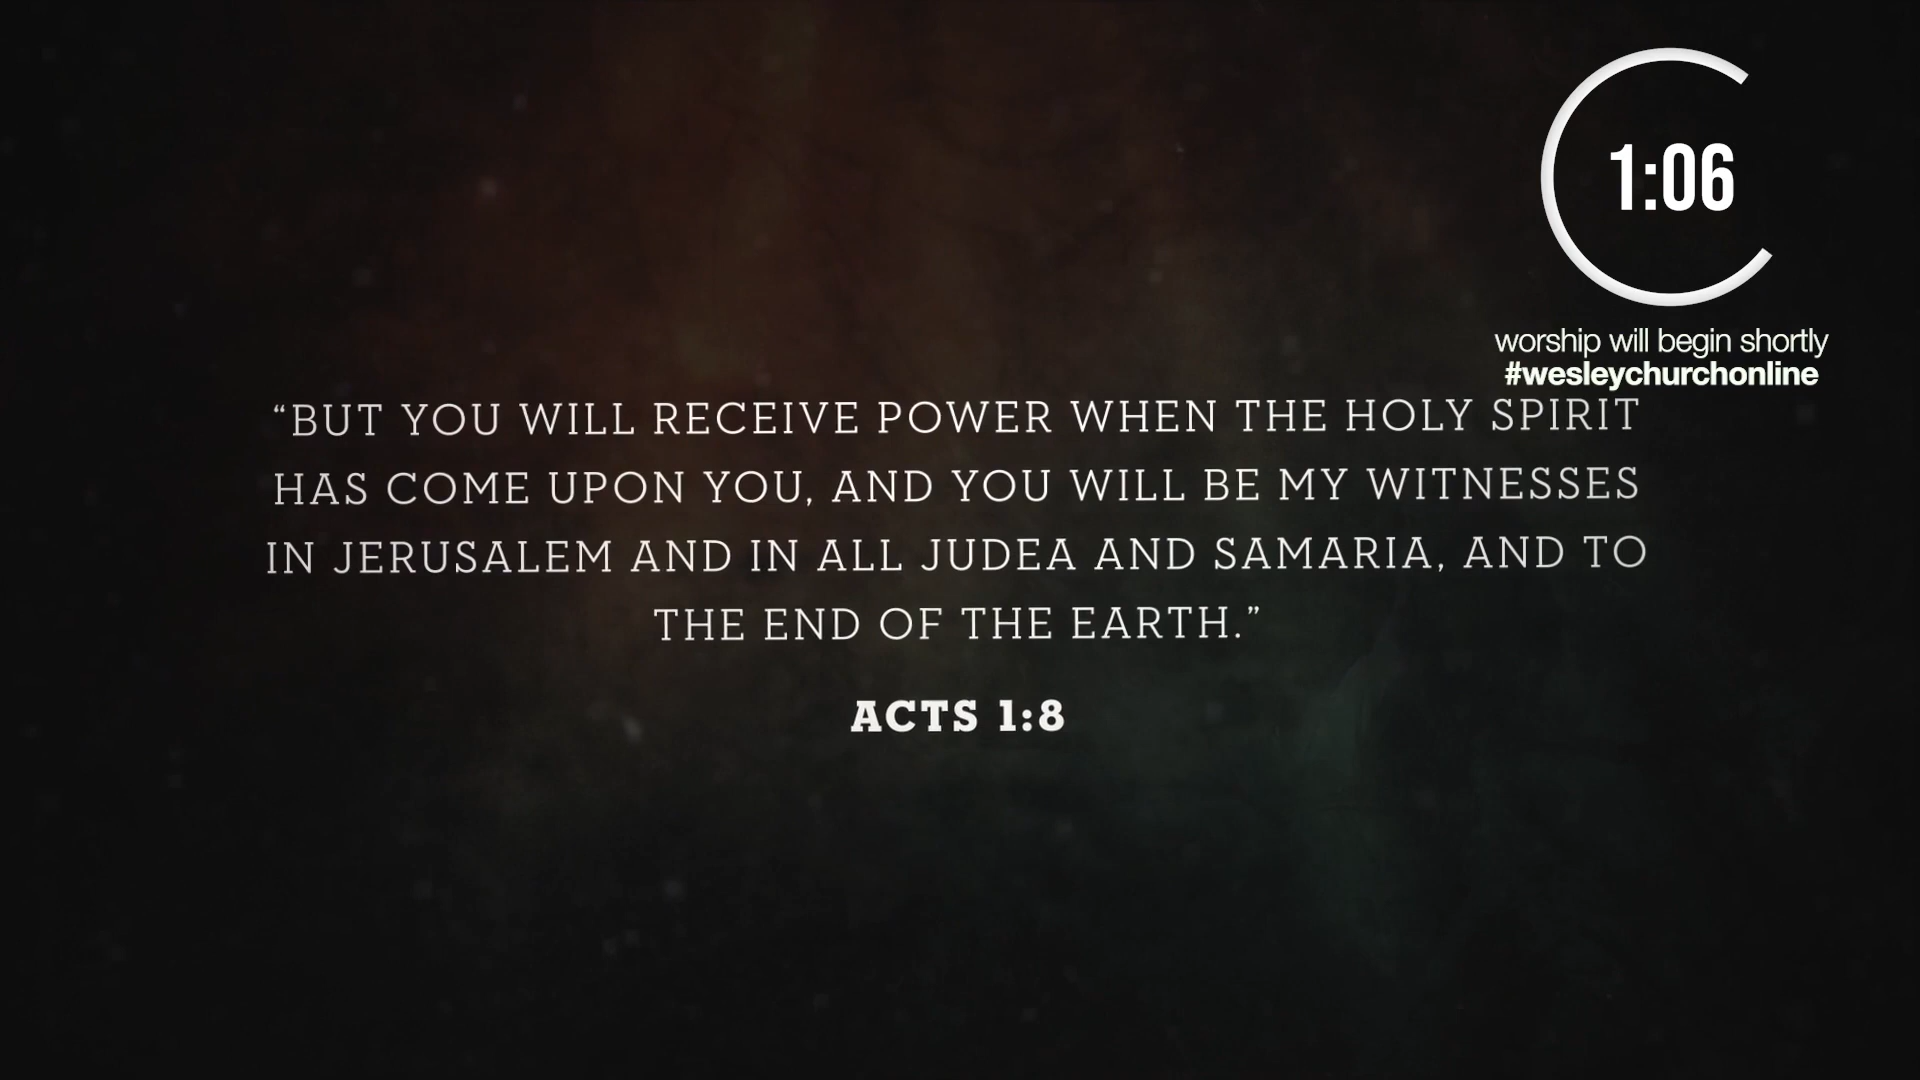 1:06
worship will begin shortly
#wesleychurchonline
“BUT YOU WILL RECEIVE POWER WHEN THE HOLY SPIRIT
HAS COME UPON YOU, AND YOU WILL BE MY WITNESSES
IN JERUSALEM AND IN ALL JUDEA AND SAMARIA, AND TO
THE END OF THE EARTH.”
ACTS 1:8